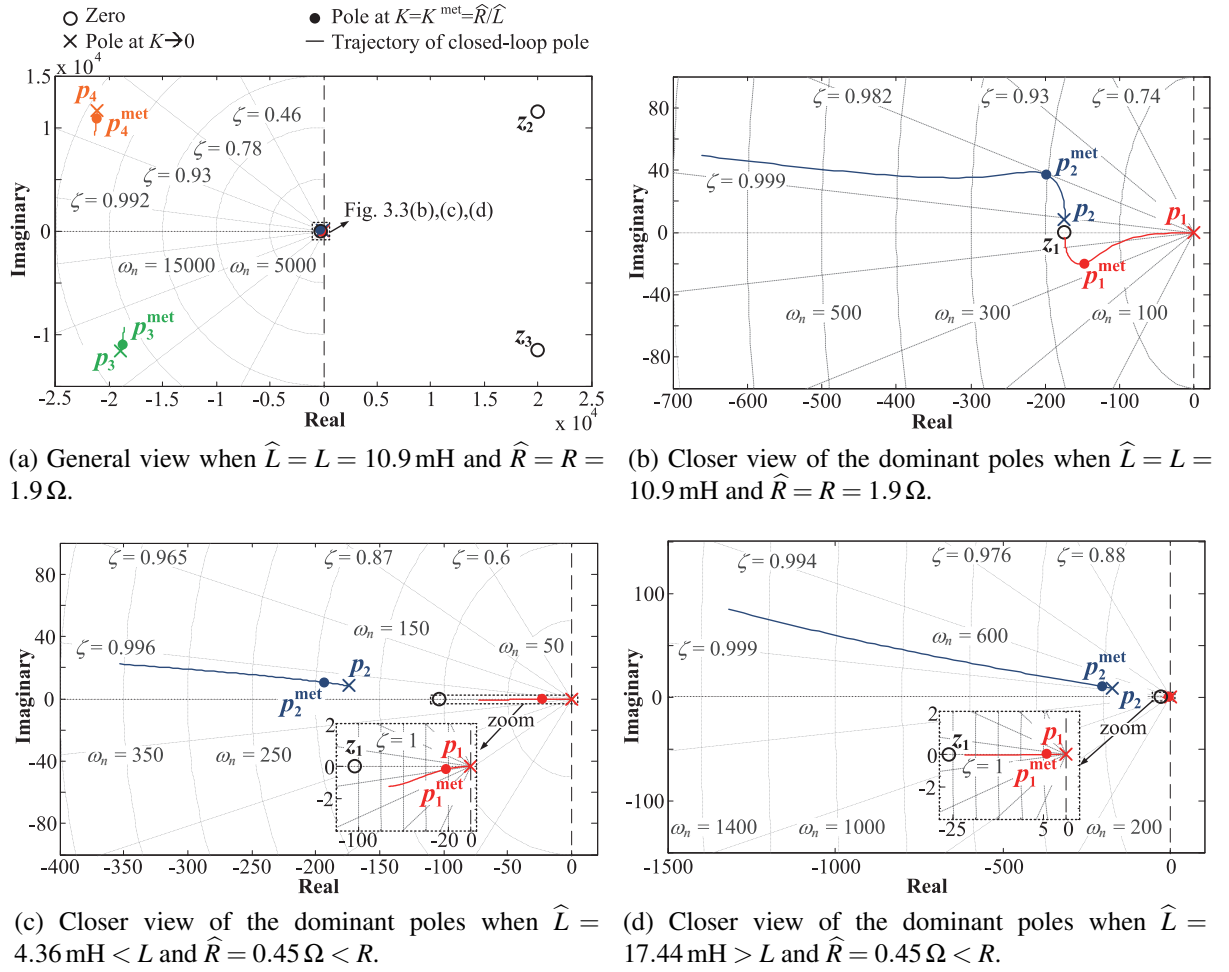 Zero
Pole at K→0
Pole at K=K^met=R̂/L̂
Trajectory of closed-loop pole
x 10⁴
1.5
1
0.5
0
-0.5
-1
Imaginary
p₄
p₄^met
ζ = 0.46
ζ = 0.78
ζ = 0.93
ζ = 0.992
z₂
Fig. 3.3(b),(c),(d)
ωₙ = 15000
ωₙ = 5000
p₃^met
p₃
z₃
-2.5
-2
-1.5
-1
-0.5
0
0.5
1
1.5
2
2.5
Real
x 10⁴
80
40
0
-40
-80
Imaginary
ζ = 0.982
ζ = 0.93
ζ = 0.74
ζ = 0.999
p₂^met
p₂
p₁
z₁
p₁^met
ωₙ = 500
ωₙ = 300
ωₙ = 100
-700
-600
-500
-400
-300
-200
-100
0
Real
(a) General view when L̂ = L = 10.9 mH and R̂ = R =
1.9 Ω.
(b) Closer view of the dominant poles when L̂ = L =
10.9 mH and R̂ = R = 1.9 Ω.
80
40
0
-40
-80
Imaginary
ζ = 0.965
ζ = 0.87
ζ = 0.6
ωₙ = 150
ωₙ = 50
ζ = 0.996
p₂
p₂^met
zoom
ωₙ = 350
ωₙ = 250
2
0
-2
z₁
ζ = 1
p₁
p₁^met
-100
-20
0
-400
-350
-300
-250
-200
-150
-100
-50
0
Real
100
0
-100
Imaginary
ζ = 0.994
ζ = 0.976
ζ = 0.88
ωₙ = 600
ζ = 0.999
p₂^met
p₂
zoom
2
0
-2
z₁
p₁
ζ = 1
p₁^met
-25
5
0
ωₙ = 1400
ωₙ = 1000
ωₙ = 200
-1500
-1000
-500
0
Real
(c) Closer view of the dominant poles when L̂ =
4.36 mH < L and R̂ = 0.45 Ω < R.
(d) Closer view of the dominant poles when L̂ =
17.44 mH > L and R̂ = 0.45 Ω < R.